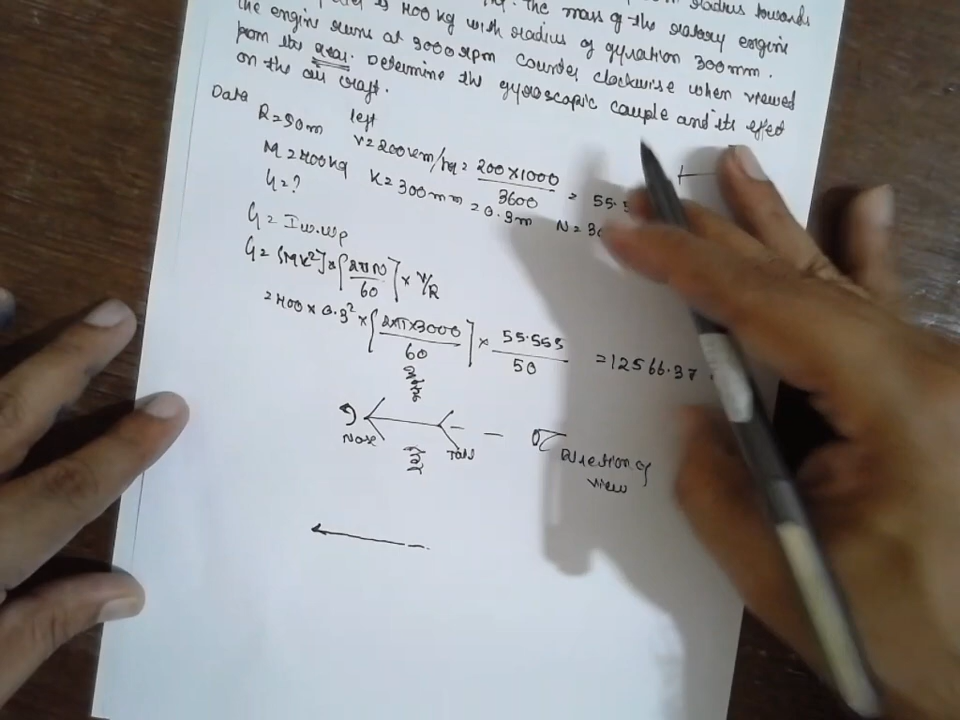 radius towards
is 400 kg with radius of gyration 300mm. the mass of the rotary engine
the engine runs at 3000 rpm counter clockwise when viewed
from the rear. Determine the gyroscopic couple and its effect
on the air craft.
Data left
R=50m V=200km/hr = 200×1000/3600 = 55.5
M=400kg K=300mm = 0.3m N=30
G=?
G=Iw.wp
G=[MK²]×[2πN/60]×V/R
=400×0.3²×[2π×3000/60]×55.555/50 =12566.37
Nose Tail Direction of
view